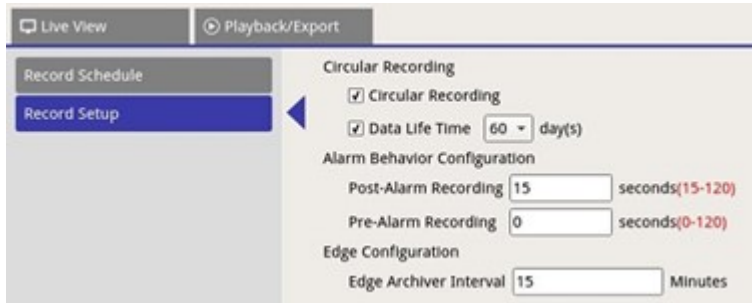 Live View Playback/Export
Record Schedule
Record Setup
Circular Recording
Circular Recording
Data Life Time 60 day(s)
Alarm Behavior Configuration
Post-Alarm Recording 15 seconds(15-120)
Pre-Alarm Recording 0 seconds(0-120)
Edge Configuration
Edge Archiver Interval 15 Minutes